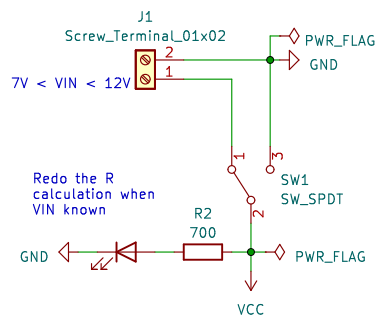 J1
Screw_Terminal_01x02
2
PWR_FLAG
GND
1
7V < VIN < 12V
1
3
Redo the R
calculation when
VIN known
SW1
SW_SPDT
2
R2
700
GND
PWR_FLAG
VCC